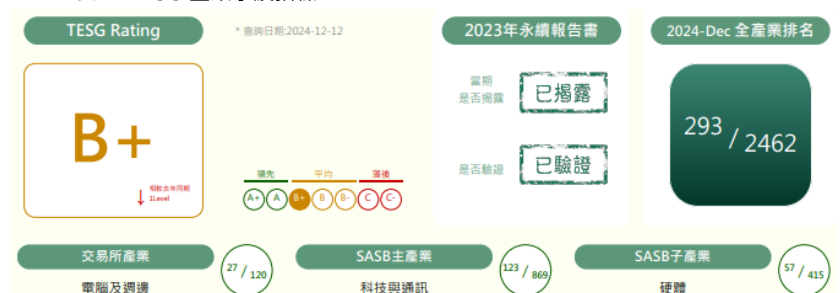 TESG Rating
* 查詢日期:2024-12-12
2023年永續報告書
2024-Dec 全產業排名
B+
相較去年同期
↓ 1Level
領先 平均 落後
A+ A B+ B B- C C-
當期
是否揭露
已揭露
是否驗證
已驗證
293 / 2462
交易所產業
電腦及週邊
27 / 120
SASB主產業
科技與通訊
123 / 869
SASB子產業
硬體
57 / 415